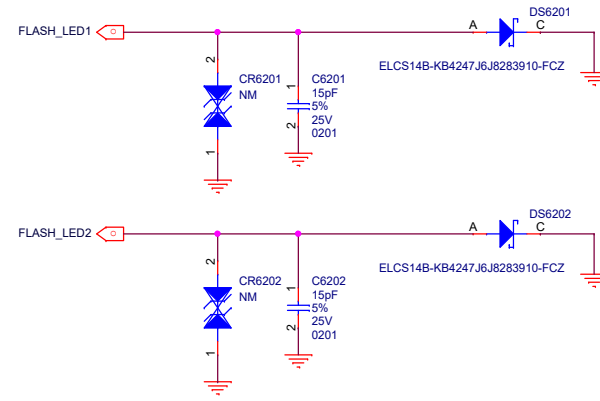 DS6201
FLASH_LED1
A
C
ELCS14B-KB4247J6J8283910-FCZ
2
CR6201
NM
1
1
C6201
15pF
5%
25V
0201
2
DS6202
FLASH_LED2
A
C
ELCS14B-KB4247J6J8283910-FCZ
2
CR6202
NM
1
1
C6202
15pF
5%
25V
0201
2